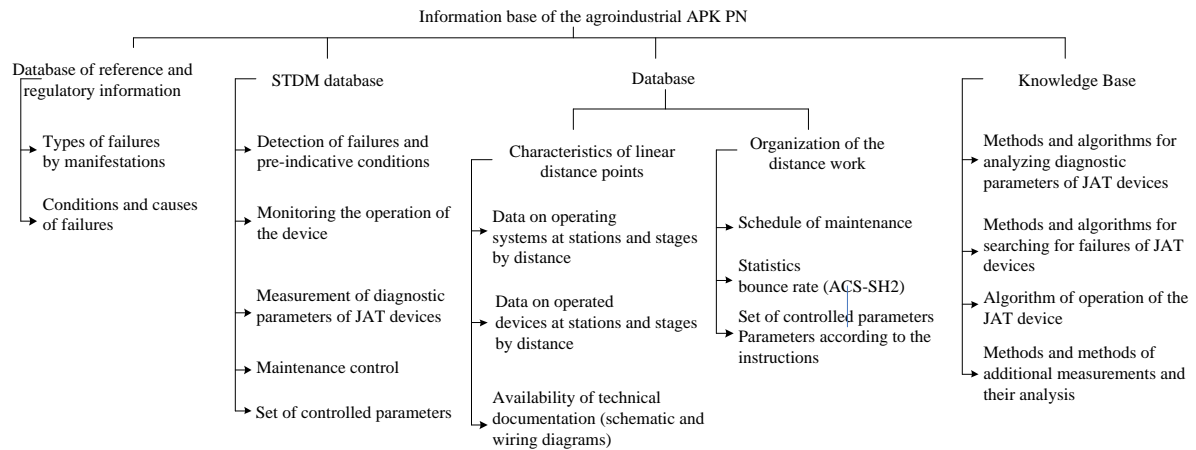 Information base of the agroindustrial APK PN
Database of reference and
regulatory information
Types of failures
by manifestations
Conditions and causes
of failures
STDM database
Detection of failures and
pre-indicative conditions
Monitoring the operation of
the device
Measurement of diagnostic
parameters of JAT devices
Maintenance control
Set of controlled parameters
Database
Characteristics of linear
distance points
Data on operating
systems at stations and stages
by distance
Data on operated
devices at stations and stages
by distance
Availability of technical
documentation (schematic and
wiring diagrams)
Organization of the
distance work
Schedule of maintenance
Statistics
bounce rate (ACS-SH2)
Set of controlled parameters
Parameters according to the
instructions
Knowledge Base
Methods and algorithms for
analyzing diagnostic
parameters of JAT devices
Methods and algorithms for
searching for failures of JAT
devices
Algorithm of operation of the
JAT device
Methods and methods of
additional measurements and
their analysis